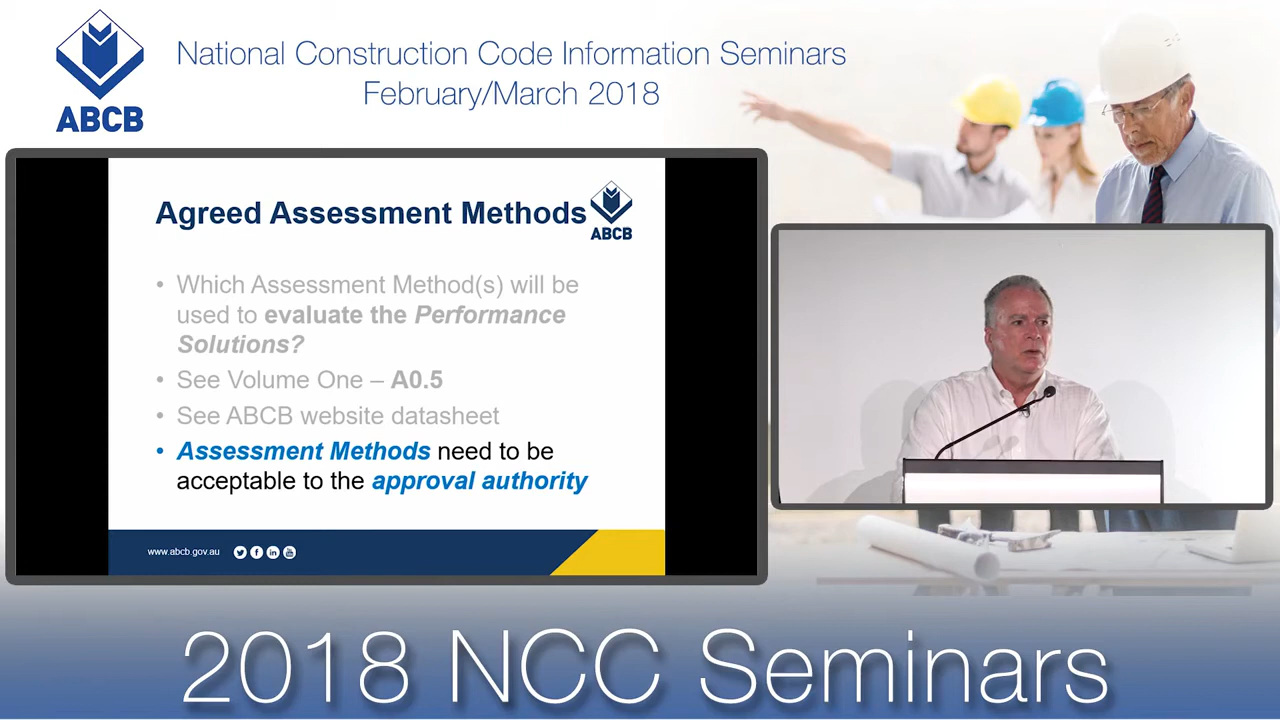 ABCB
National Construction Code Information Seminars
February/March 2018
Agreed Assessment Methods
ABCB
• Which Assessment Method(s) will be
used to evaluate the Performance
Solutions?
• See Volume One – A0.5
• See ABCB website datasheet
• Assessment Methods need to be
acceptable to the approval authority
www.abcb.gov.au
2018 NCC Seminars